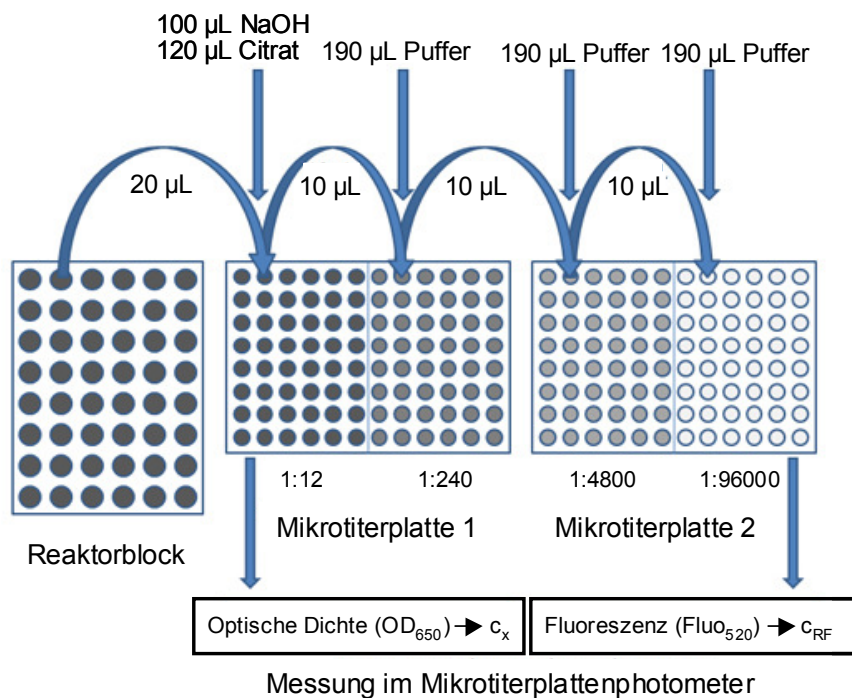 100 µL NaOH
120 µL Citrat
190 µL Puffer
190 µL Puffer
190 µL Puffer
20 µL
10 µL
10 µL
10 µL
1:12
1:240
1:4800
1:96000
Reaktorblock
Mikrotiterplatte 1
Mikrotiterplatte 2
Optische Dichte (OD650) → cx
Fluoreszenz (Fluo520) → cRF
Messung im Mikrotiterplattenphotometer